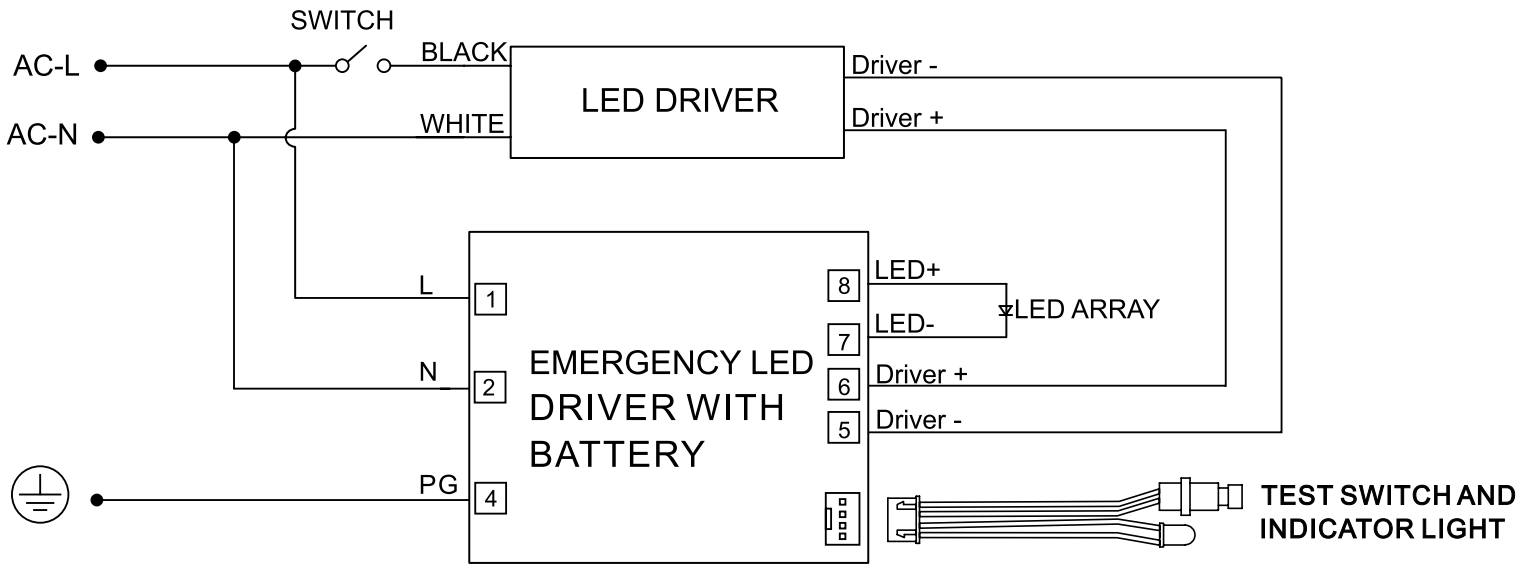 SWITCH
AC-L
BLACK
LED DRIVER
Driver -
AC-N
WHITE
Driver +
L
1
8
LED+
LED ARRAY
7
LED-
N
2
EMERGENCY LED
DRIVER WITH
BATTERY
6
Driver +
5
Driver -
PG
4
TEST SWITCH AND
INDICATOR LIGHT